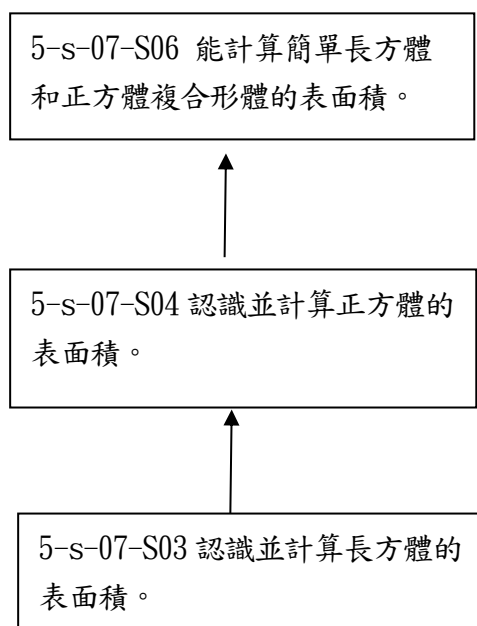 5-s-07-S06 能計算簡單長方體
和正方體複合形體的表面積。
5-s-07-S04 認識並計算正方體的
表面積。
5-s-07-S03 認識並計算長方體的
表面積。